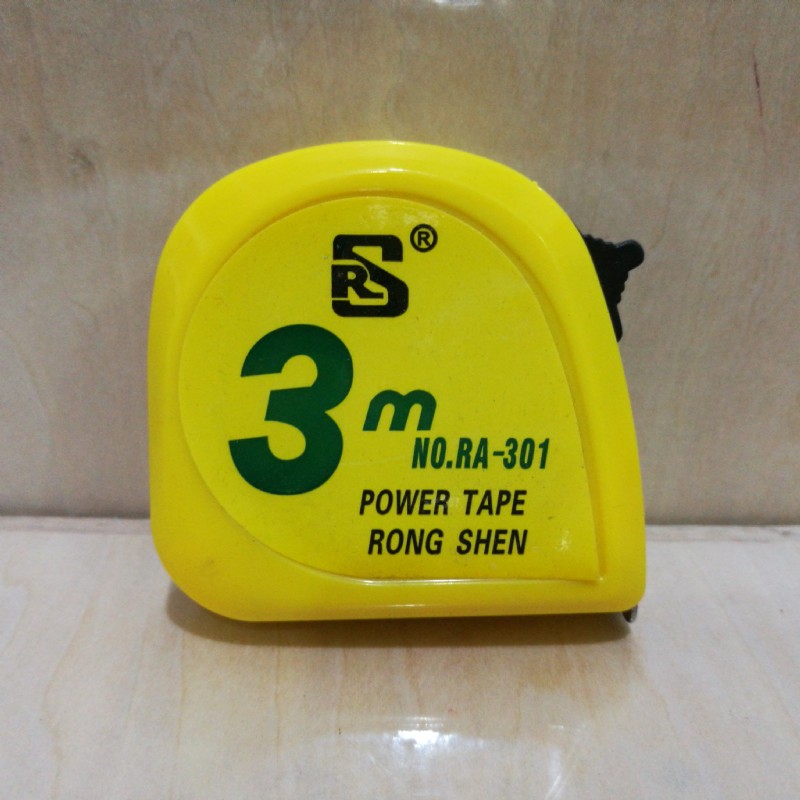 RS®
3m
NO.RA-301
POWER TAPE
RONG SHEN